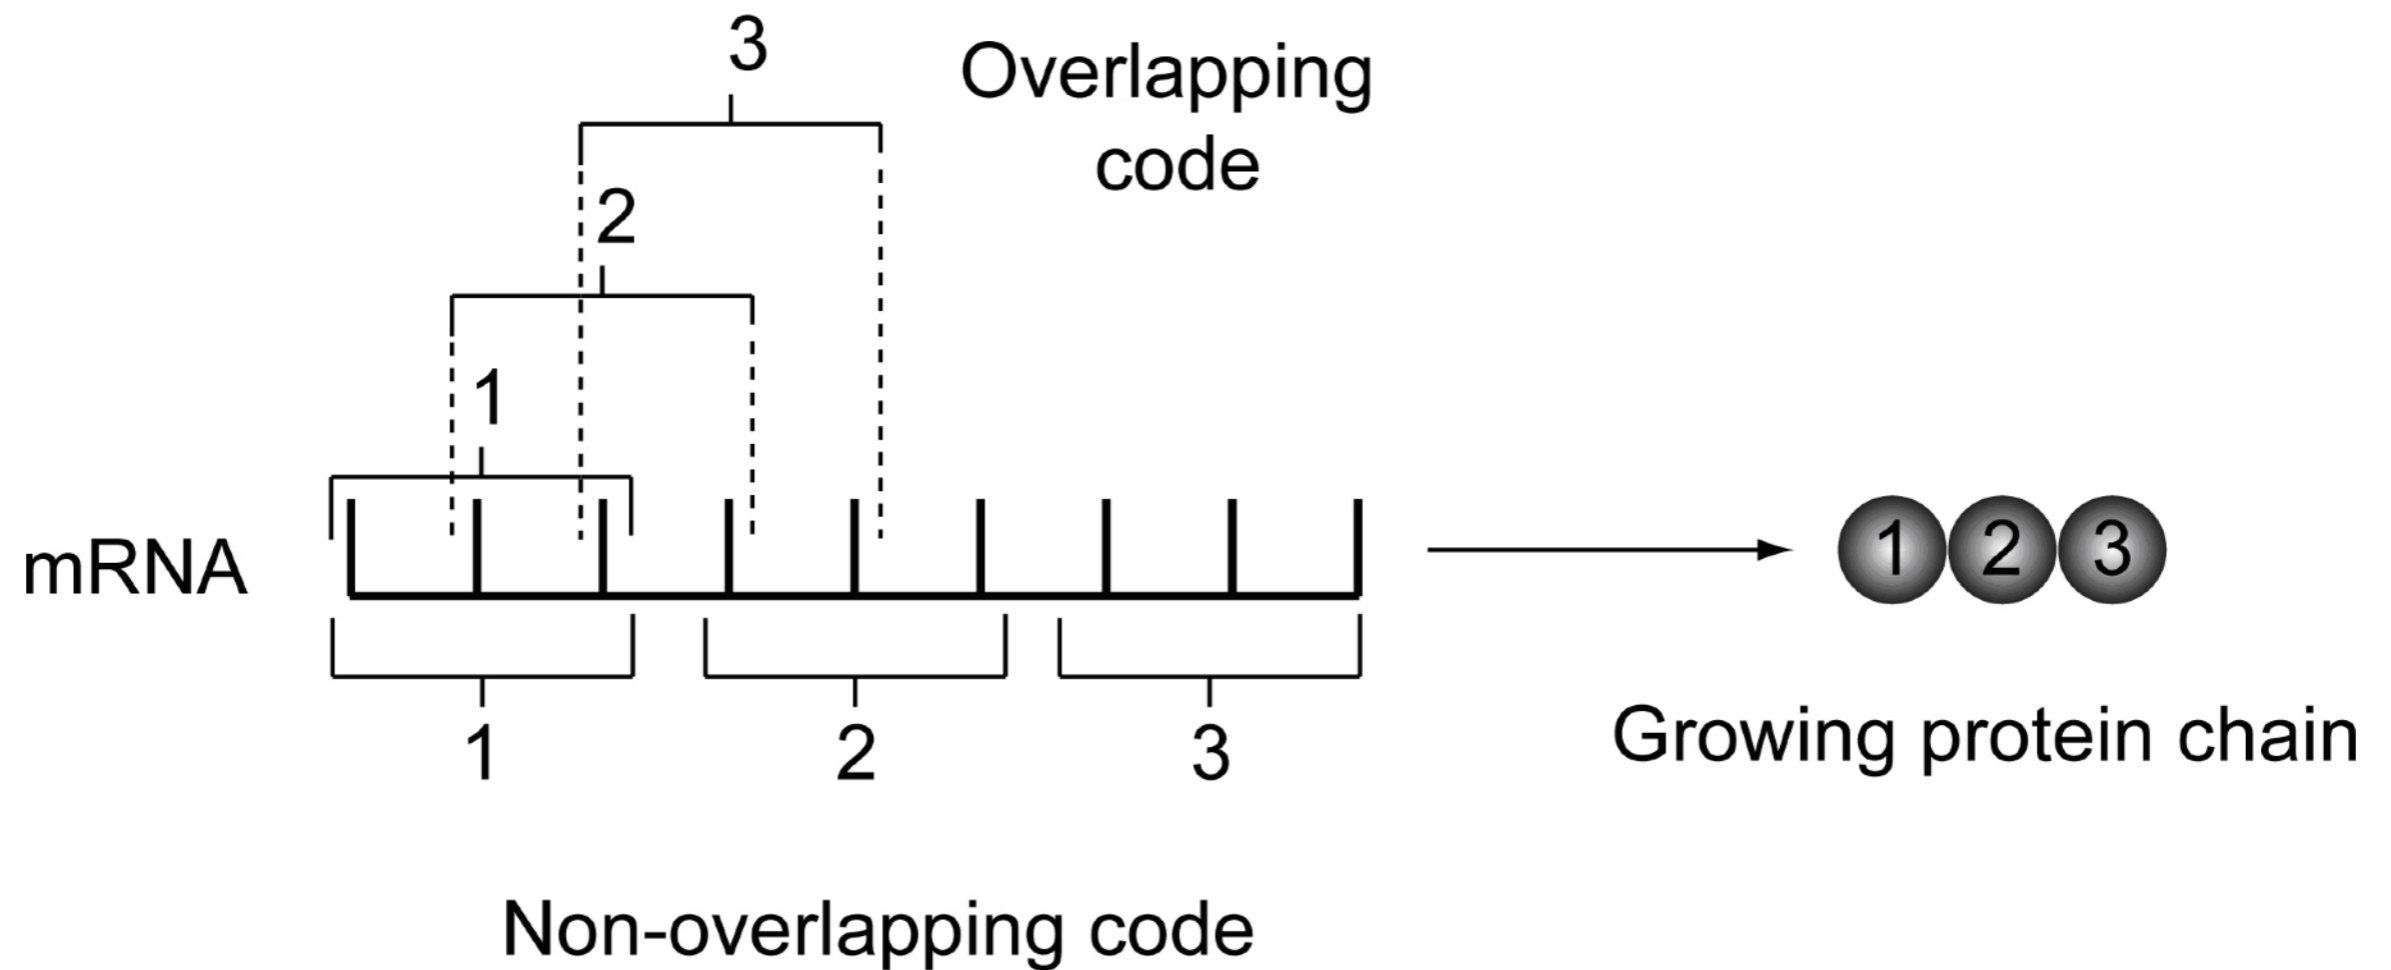 3
Overlapping
code
2
1
mRNA
1 2 3
1 2 3
Growing protein chain
Non-overlapping code